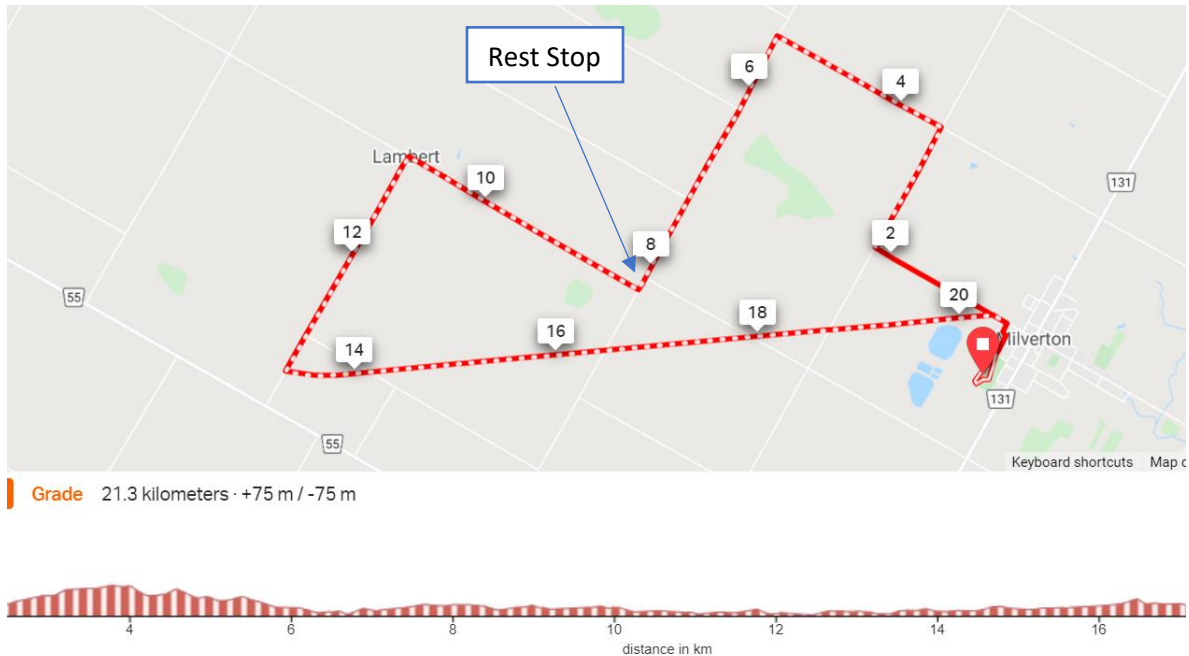 Rest Stop
6
4
Lambert
10
131
12
8
2
55
20
18
16
14
Milverton
131
55
Keyboard shortcuts Map
Grade 21.3 kilometers · +75 m / -75 m
4 6 8 10 12 14 16
distance in km